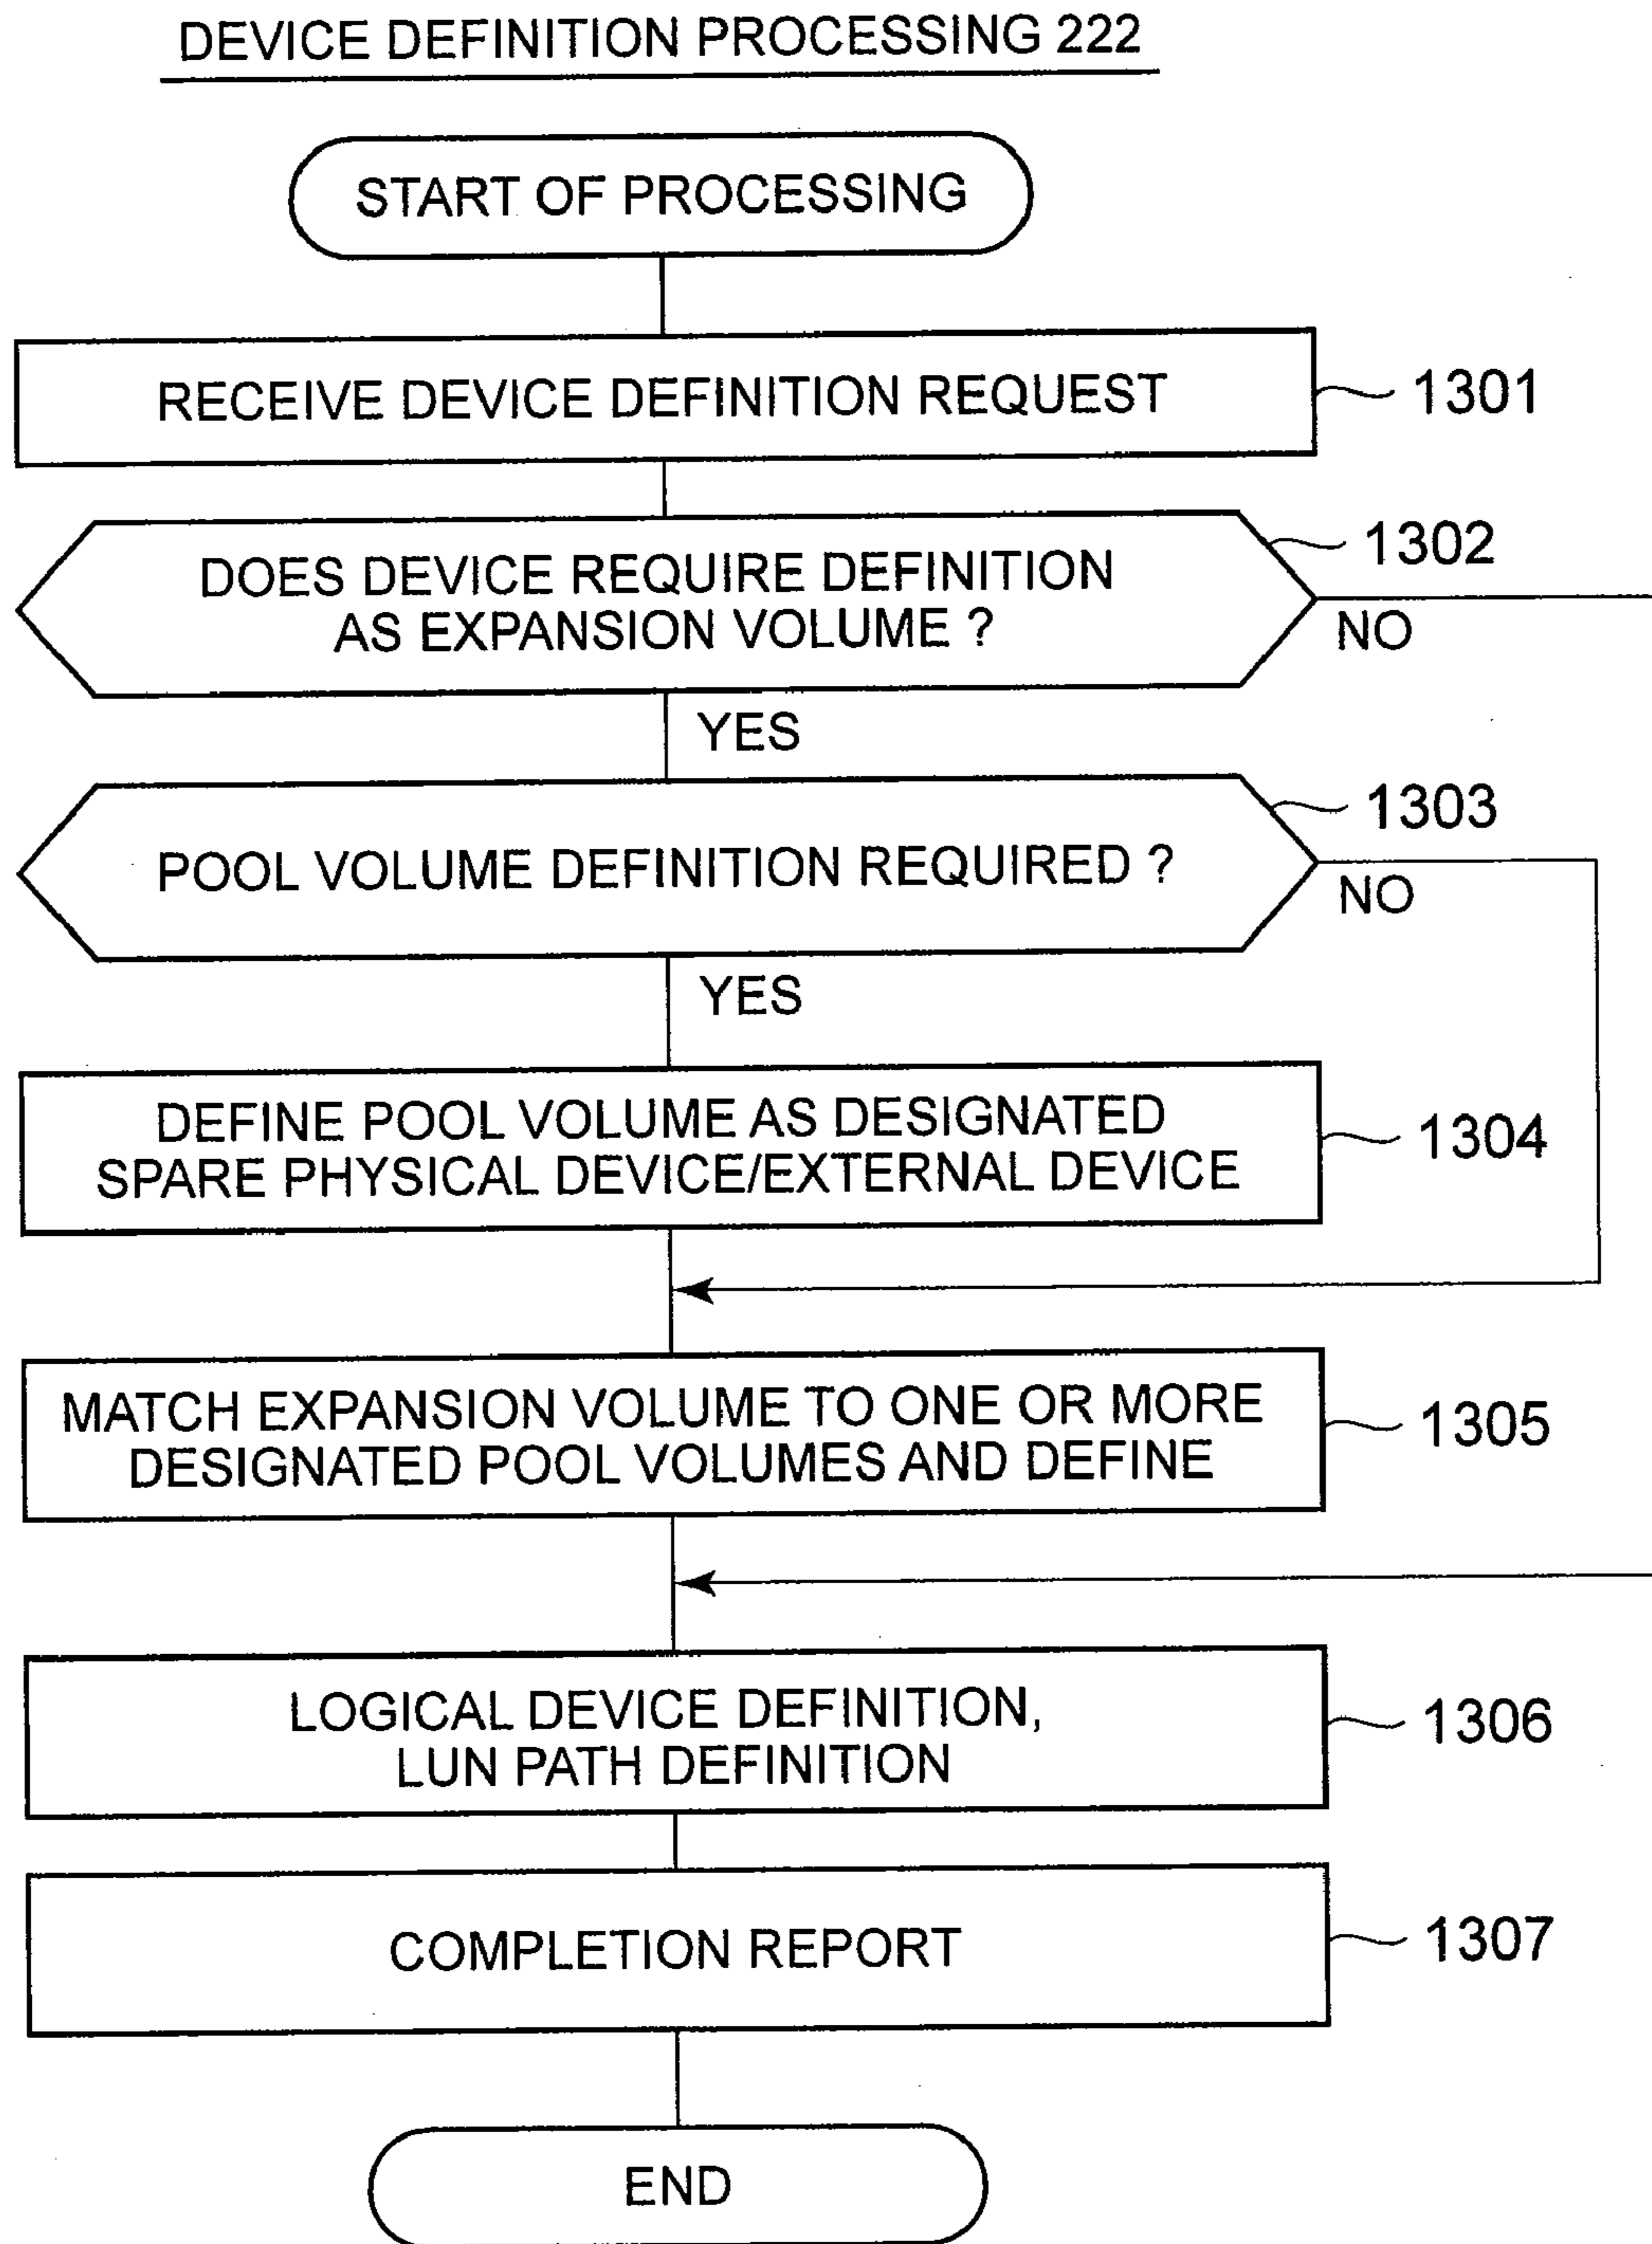 DEVICE DEFINITION PROCESSING 222
START OF PROCESSING
RECEIVE DEVICE DEFINITION REQUEST
1301
DOES DEVICE REQUIRE DEFINITION
AS EXPANSION VOLUME ?
1302
NO
YES
POOL VOLUME DEFINITION REQUIRED ?
1303
NO
YES
DEFINE POOL VOLUME AS DESIGNATED
SPARE PHYSICAL DEVICE/EXTERNAL DEVICE
1304
MATCH EXPANSION VOLUME TO ONE OR MORE
DESIGNATED POOL VOLUMES AND DEFINE
1305
LOGICAL DEVICE DEFINITION,
LUN PATH DEFINITION
1306
COMPLETION REPORT
1307
END